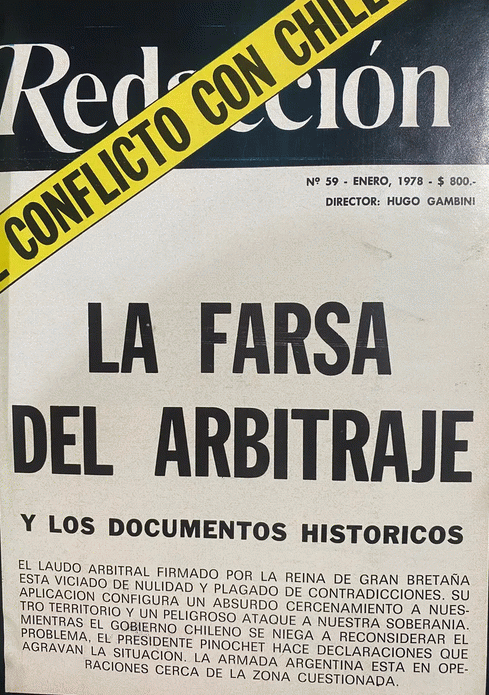 L CONFLICTO CON CHILE
Redacción
Nº 59 - ENERO, 1978 - $ 800.-
DIRECTOR: HUGO GAMBINI
LA FARSA
DEL ARBITRAJE
Y LOS DOCUMENTOS HISTORICOS
EL LAUDO ARBITRAL FIRMADO POR LA REINA DE GRAN BRETAÑA
ESTA VICIADO DE NULIDAD Y PLAGADO DE CONTRADICCIONES. SU
APLICACION CONFIGURA UN ABSURDO CERCENAMIENTO A NUES-
TRO TERRITORIO Y UN PELIGROSO ATAQUE A NUESTRA SOBERANIA.
MIENTRAS EL GOBIERNO CHILENO SE NIEGA A RECONSIDERAR EL
PROBLEMA, EL PRESIDENTE PINOCHET HACE DECLARACIONES QUE
AGRAVAN LA SITUACION. LA ARMADA ARGENTINA ESTA EN OPE-
RACIONES CERCA DE LA ZONA CUESTIONADA.